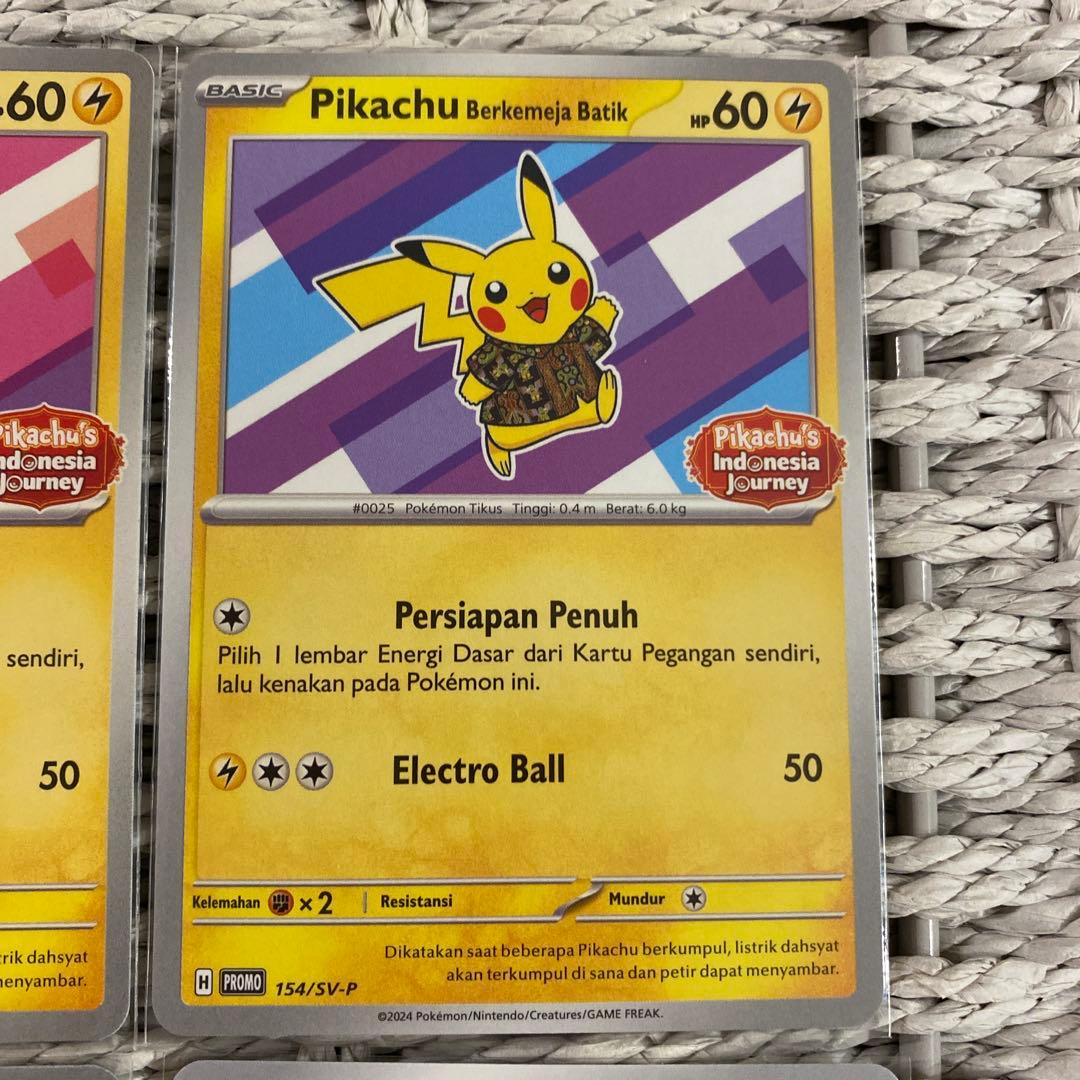 60
Pikachu's
Indonesia
Journey
sendiri,
50
listrik dahsyat
menyambar.
BASIC
Pikachu Berkemeja Batik
HP 60
Pikachu's
Indonesia
Journey
#0025 Pokémon Tikus Tinggi: 0.4 m Berat: 6.0 kg
Persiapan Penuh
Pilih 1 lembar Energi Dasar dari Kartu Pegangan sendiri,
lalu kenakan pada Pokémon ini.
Electro Ball 50
Kelemahan ×2 Resistansi Mundur
Dikatakan saat beberapa Pikachu berkumpul, listrik dahsyat
akan terkumpul di sana dan petir dapat menyambar.
H PROMO 154/SV-P
©2024 Pokémon/Nintendo/Creatures/GAME FREAK.